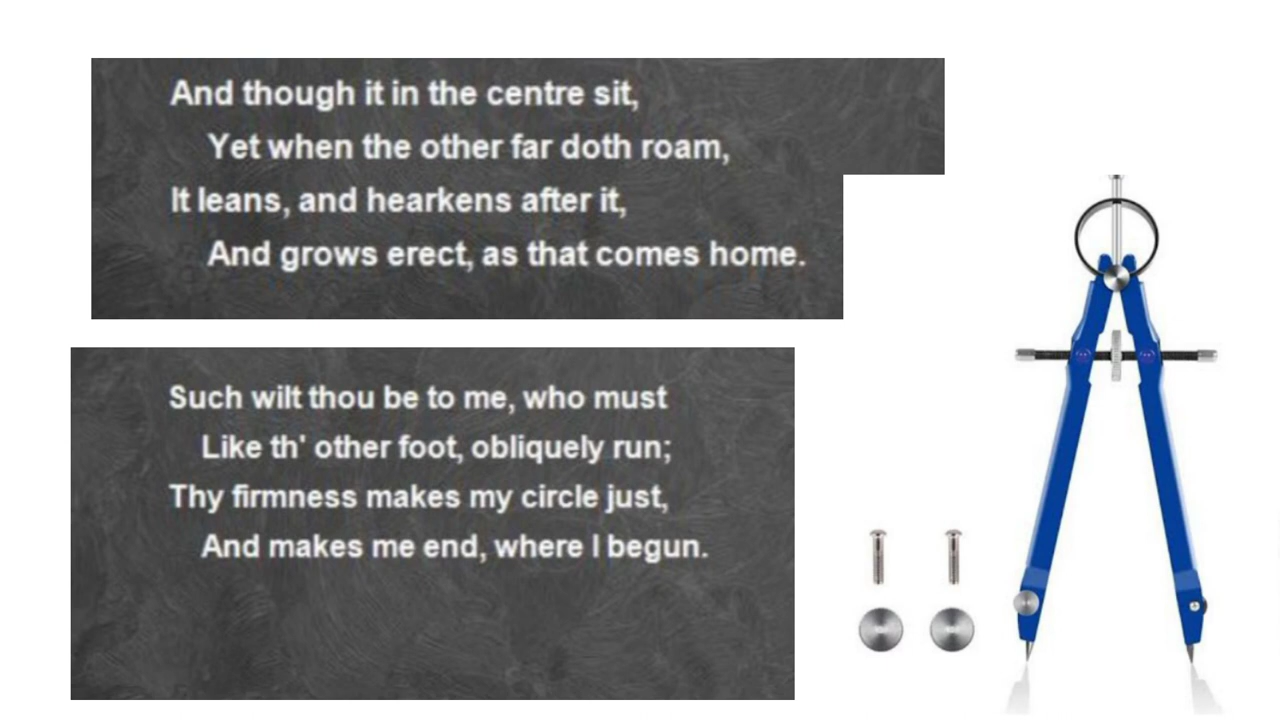 And though it in the centre sit,
Yet when the other far doth roam,
It leans, and hearkens after it,
And grows erect, as that comes home.
Such wilt thou be to me, who must
Like th' other foot, obliquely run;
Thy firmness makes my circle just,
And makes me end, where I begun.